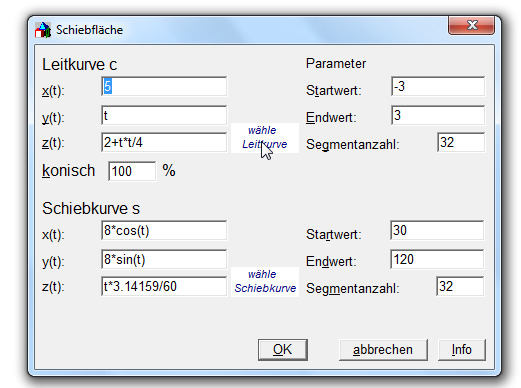 Schiebfläche
Leitkurve c
Parameter
x(t): 5
Startwert: -3
y(t): t
Endwert: 3
z(t): 2+t*t/4
wähle
Leitkurve
Segmentanzahl: 32
konisch 100 %
Schiebkurve s
x(t): 8*cos(t)
Startwert: 30
y(t): 8*sin(t)
Endwert: 120
z(t): t*3.14159/60
wähle
Schiebkurve
Segmentanzahl: 32
OK
abbrechen
Info